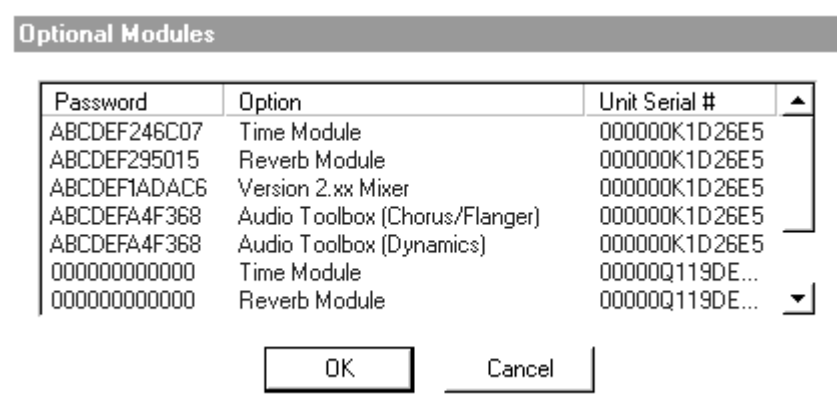 Optional Modules
Password Option Unit Serial #
ABCDEF246C07 Time Module 000000K1D26E5
ABCDEF295015 Reverb Module 000000K1D26E5
ABCDEF1ADAC6 Version 2.xx Mixer 000000K1D26E5
ABCDEFA4F368 Audio Toolbox (Chorus/Flanger) 000000K1D26E5
ABCDEFA4F368 Audio Toolbox (Dynamics) 000000K1D26E5
000000000000 Time Module 00000Q119DE...
000000000000 Reverb Module 00000Q119DE...
OK Cancel